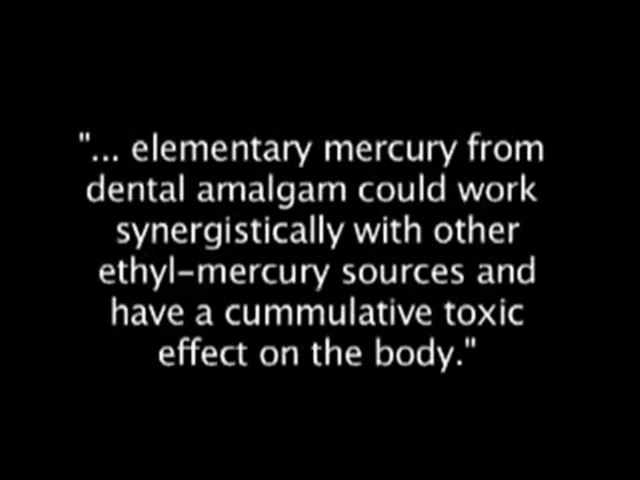 "... elementary mercury from
dental amalgam could work
synergistically with other
ethyl-mercury sources and
have a cummulative toxic
effect on the body."